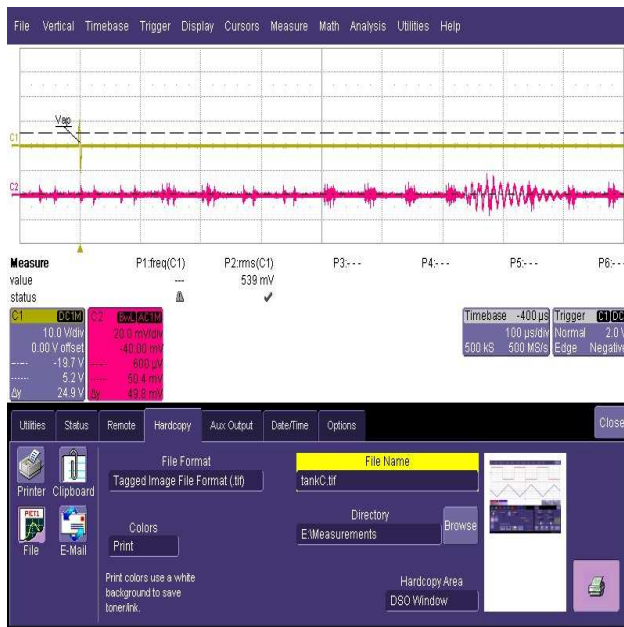 File Vertical Timebase Trigger Display Cursors Measure Math Analysis Utilities Help
Vap
C1
C2
Measure P1:freq(C1) P2:rms(C1) P3:- - - P4:- - - P5:- - - P6:- - -
value --- 539 mV
status
C1 DC1M
10.0 V/div
0.00 V offset
-19.7 V
5.2 V
Δy 24.9 V
C2 BwL AC1M
20.0 mV/div
-40.00 mV
600 µV
50.4 mV
Δy 49.8 mV
Timebase -400 µs
100 µs/div
500 kS 500 MS/s
Trigger C1 DC
Normal 2.0 V
Edge Negative
Utilities Status Remote Hardcopy Aux Output Date/Time Options Close
Printer Clipboard
File E-Mail
File Format
Tagged Image File Format (.tif)
Colors
Print
Print colors use a white
background to save
toner/ink.
File Name
tankC.tif
Directory
E:\Measurements
Browse
Hardcopy Area
DSO Window